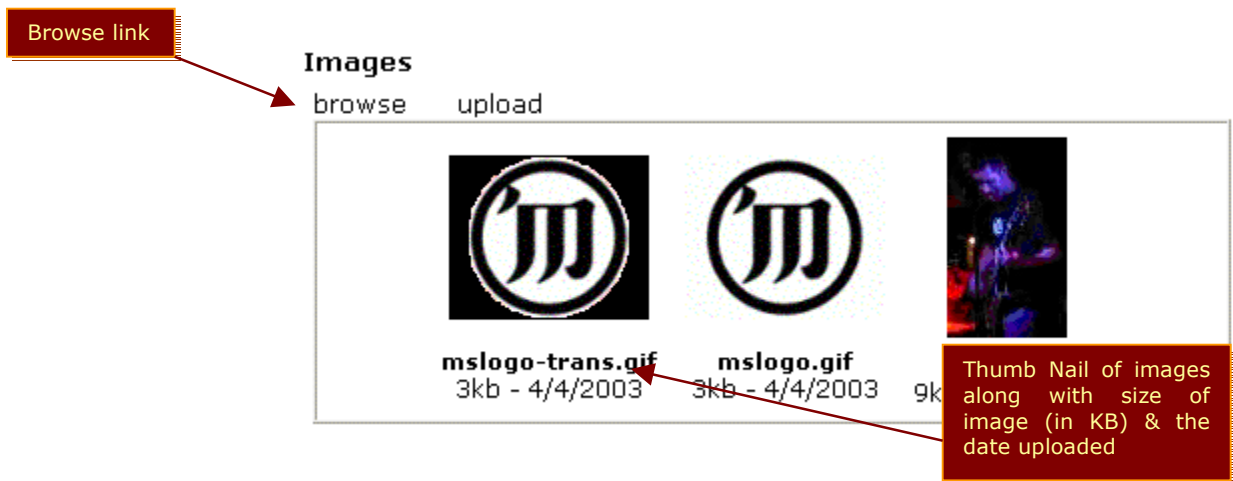 Browse link
Images
browse upload
mslogo-trans.gif mslogo.gif
3kb - 4/4/2003 3kb - 4/4/2003 9k
Thumb Nail of images
along with size of
image (in KB) & the
date uploaded